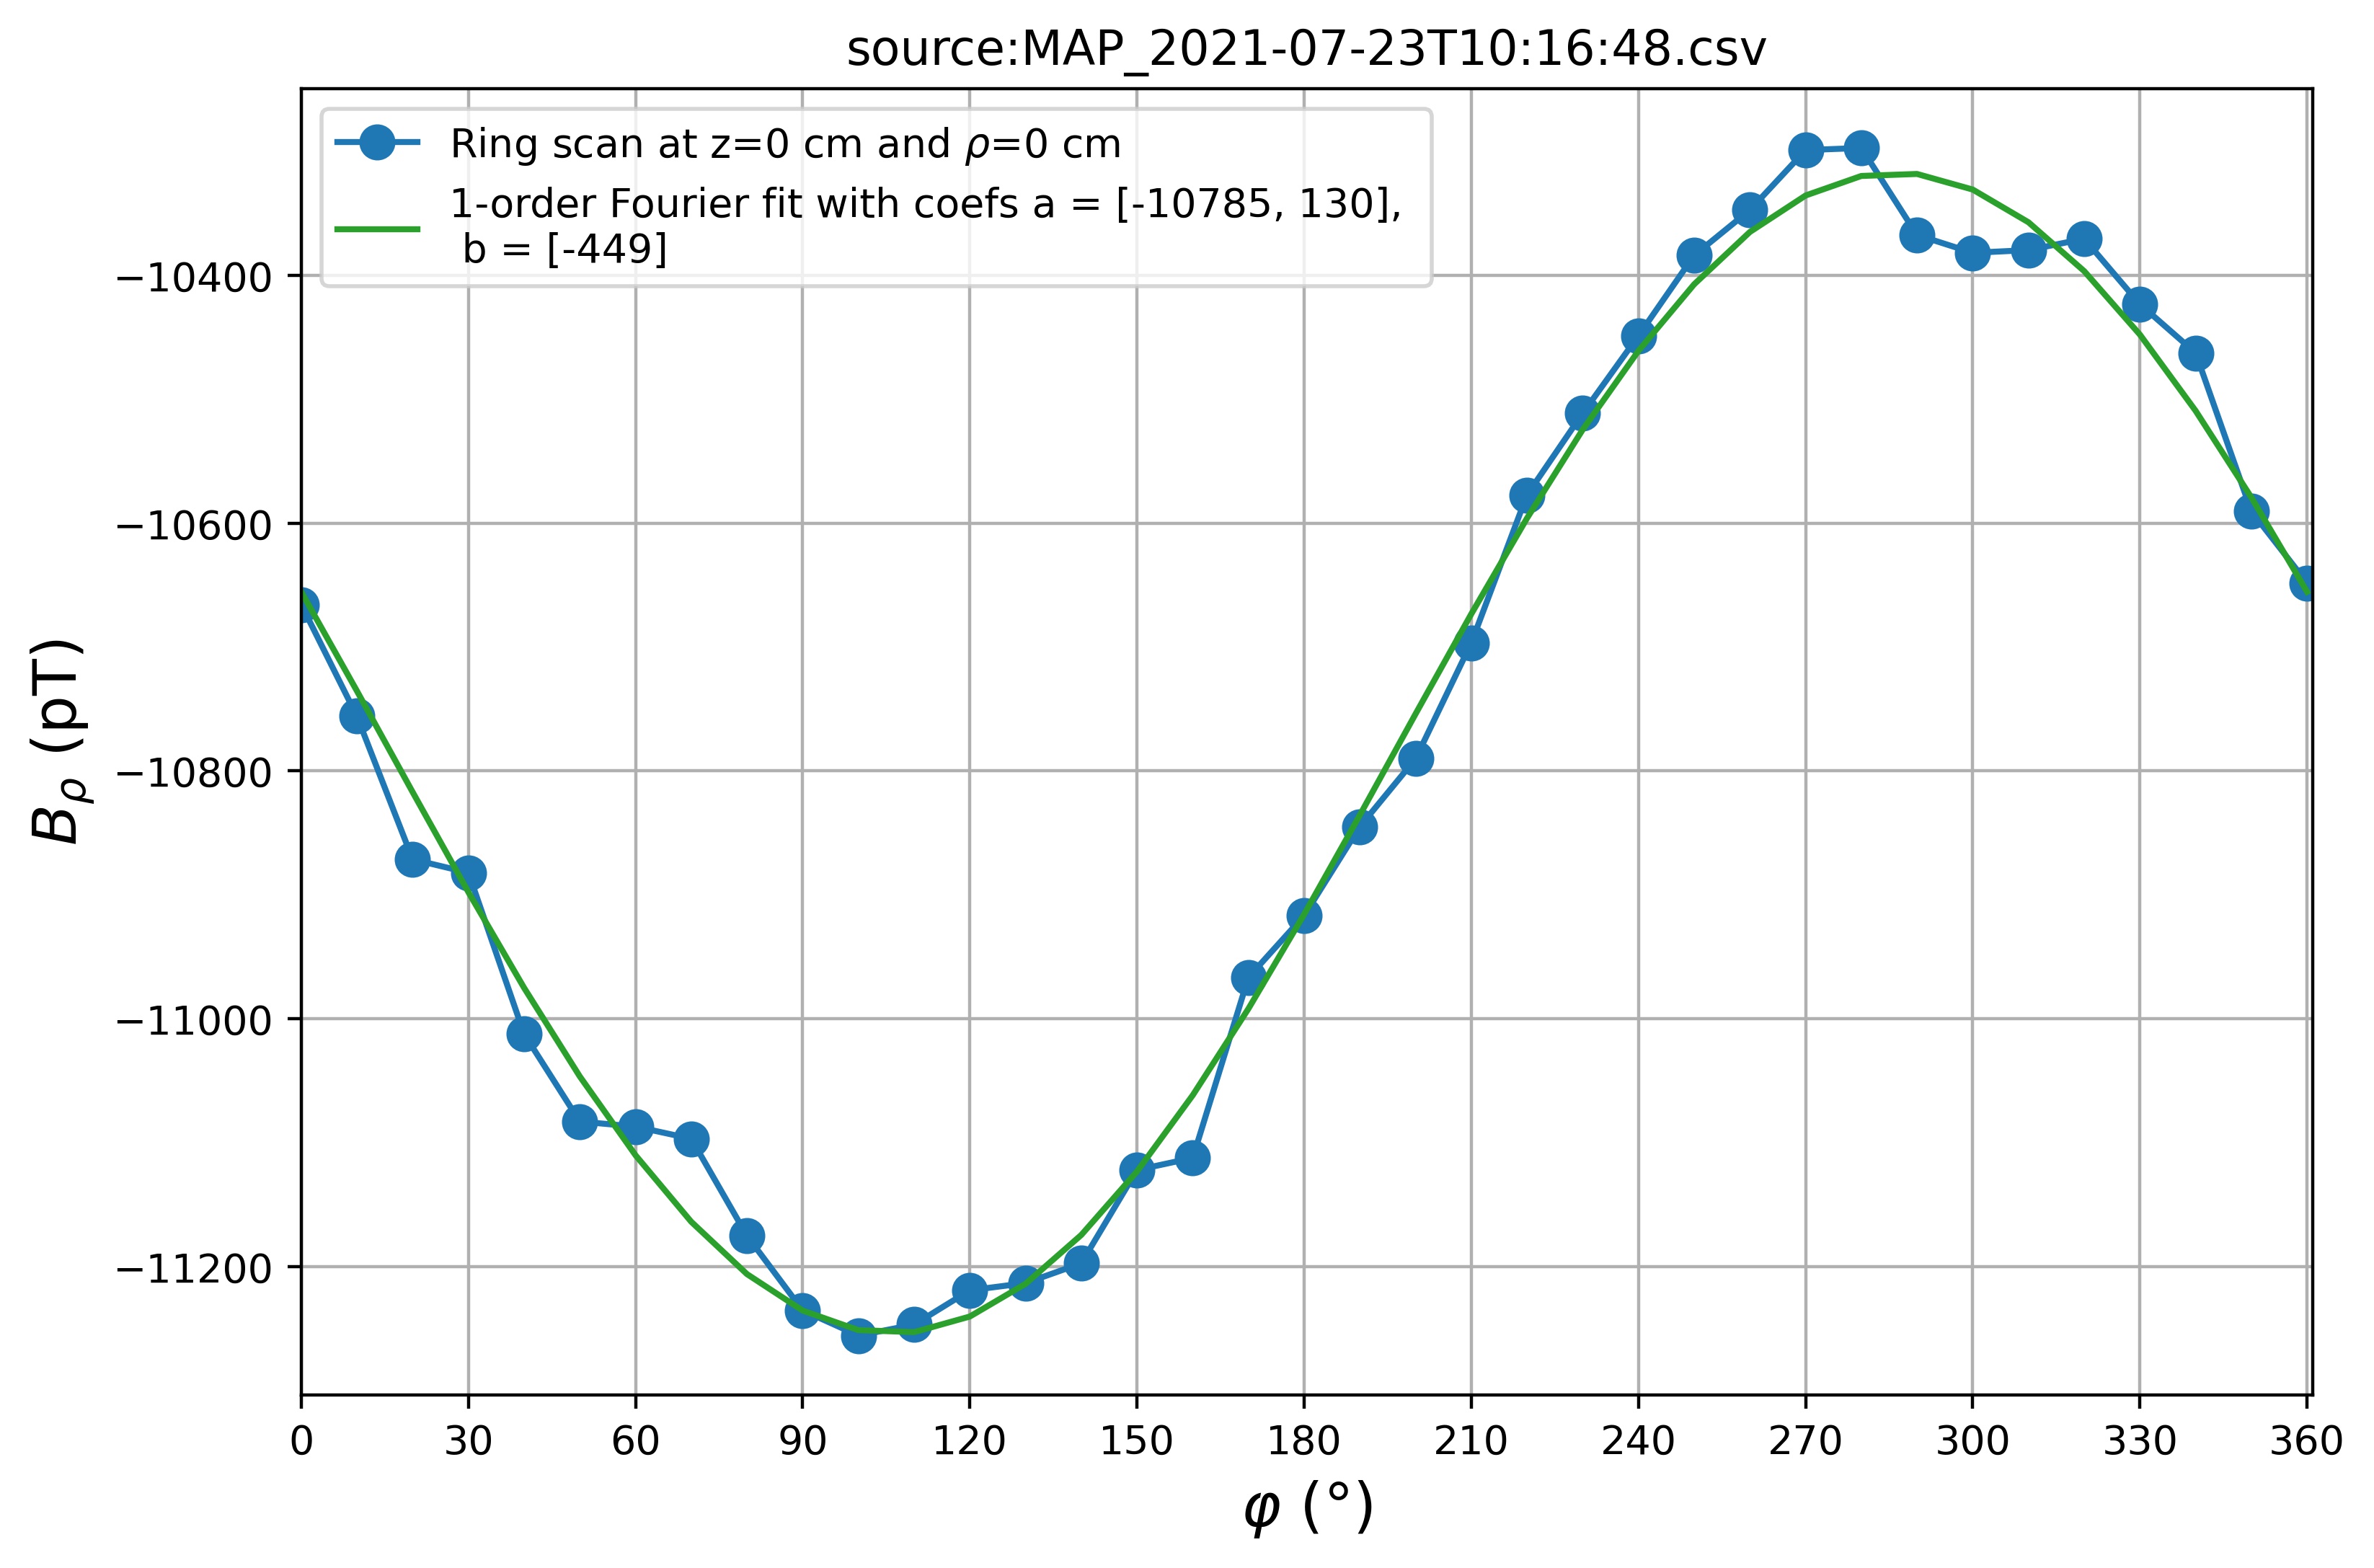 source:MAP_2021-07-23T10:16:48.csv
Ring scan at z=0 cm and ρ=0 cm
1-order Fourier fit with coefs a = [-10785, 130],
b = [-449]
−10400
−10600
−10800
−11000
−11200
Bρ (pT)
0 30 60 90 120 150 180 210 240 270 300 330 360
φ (°)